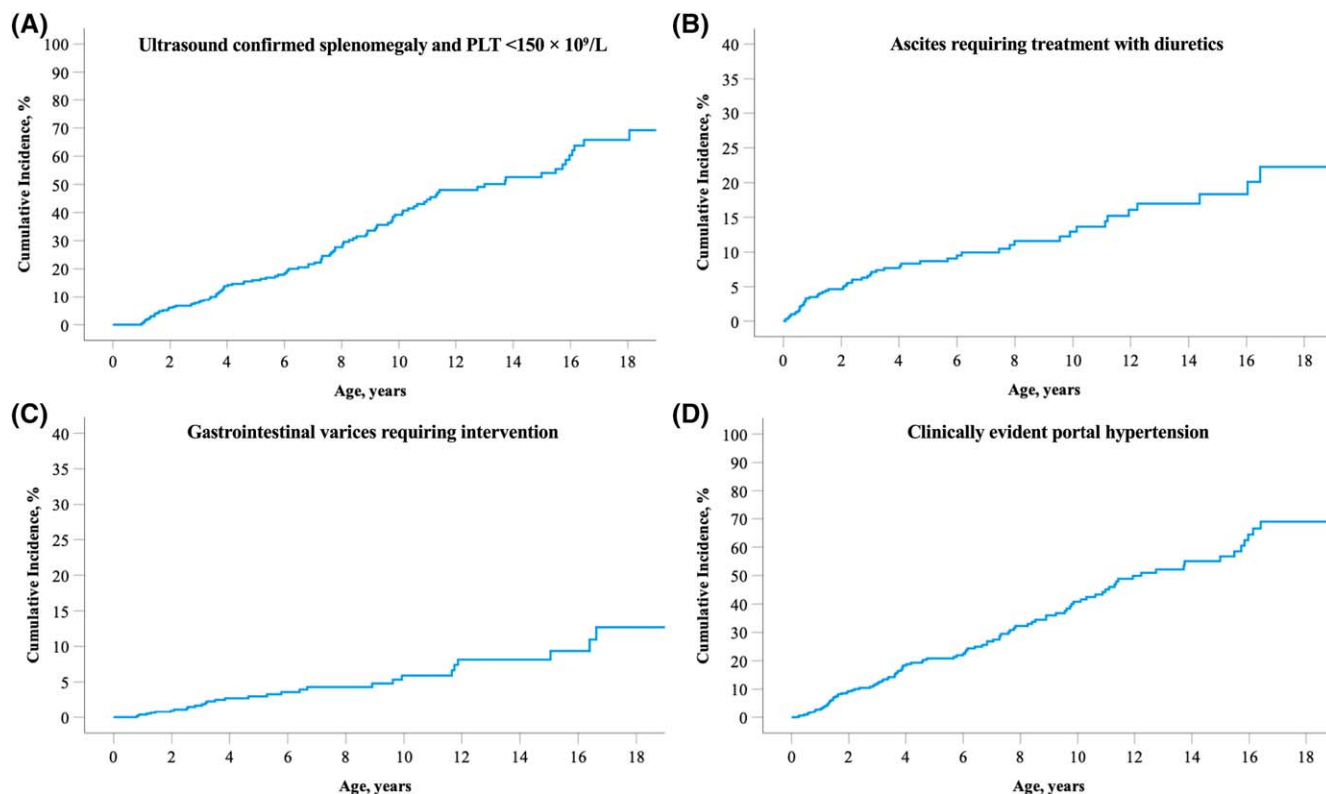 (A)
Ultrasound confirmed splenomegaly and PLT <150 × 10⁹/L
Cumulative Incidence, %
100
90
80
70
60
50
40
30
20
10
0
0 2 4 6 8 10 12 14 16 18
Age, years
(B)
Ascites requiring treatment with diuretics
Cumulative Incidence, %
40
35
30
25
20
15
10
5
0
0 2 4 6 8 10 12 14 16 18
Age, years
(C)
Gastrointestinal varices requiring intervention
Cumulative Incidence, %
40
35
30
25
20
15
10
5
0
0 2 4 6 8 10 12 14 16 18
Age, years
(D)
Clinically evident portal hypertension
Cumulative Incidence, %
100
90
80
70
60
50
40
30
20
10
0
0 2 4 6 8 10 12 14 16 18
Age, years